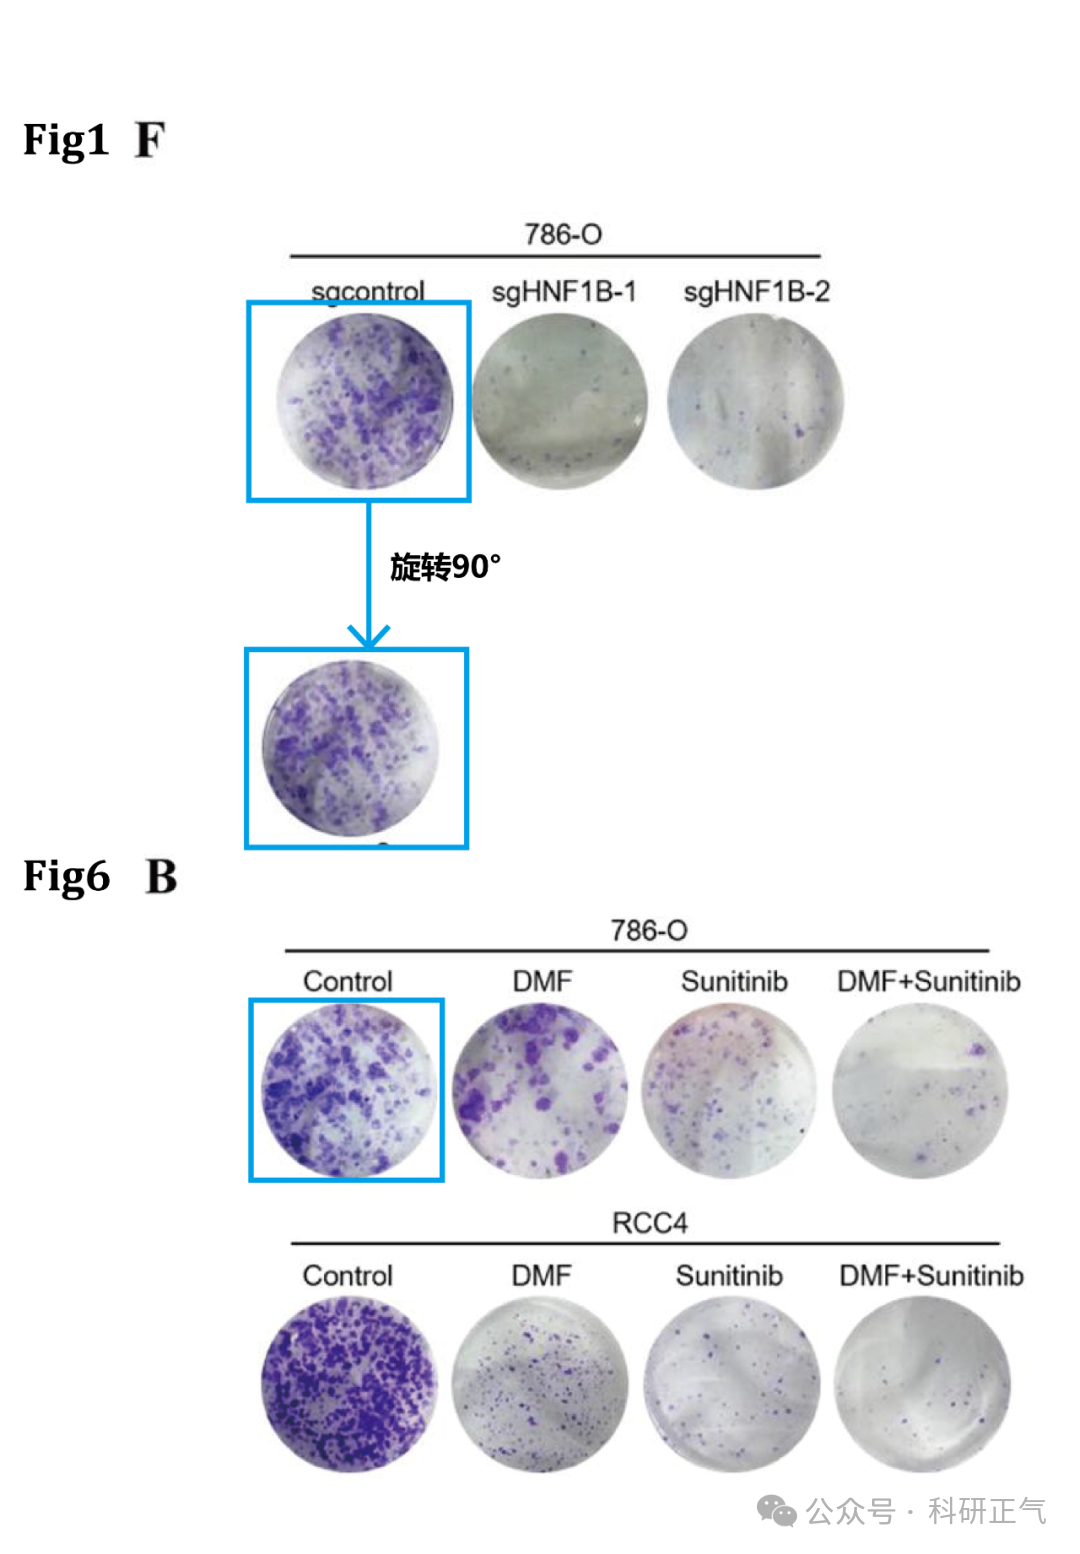 Fig1 F
786-O
sgcontrol sgHNF1B-1 sgHNF1B-2
旋转90°
Fig6 B
786-O
Control DMF Sunitinib DMF+Sunitinib
RCC4
Control DMF Sunitinib DMF+Sunitinib
公众号 · 科研正气